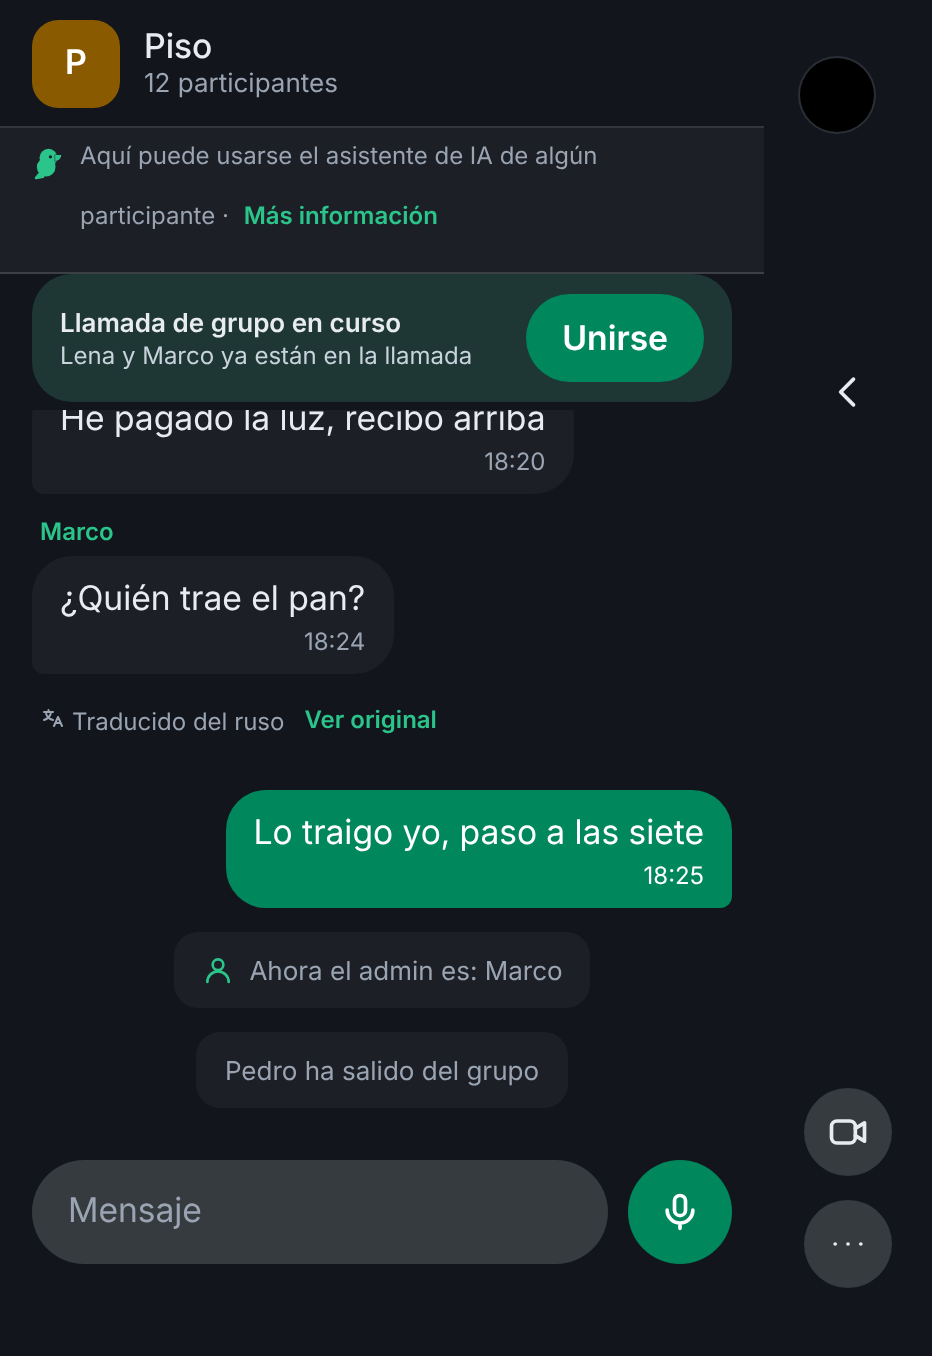 P
Piso
12 participantes
Aquí puede usarse el asistente de IA de algún
participante · Más información
Llamada de grupo en curso
Lena y Marco ya están en la llamada
Unirse
He pagado la luz, recibo arriba
18:20
Marco
¿Quién trae el pan?
18:24
Traducido del ruso Ver original
Lo traigo yo, paso a las siete
18:25
Ahora el admin es: Marco
Pedro ha salido del grupo
Mensaje